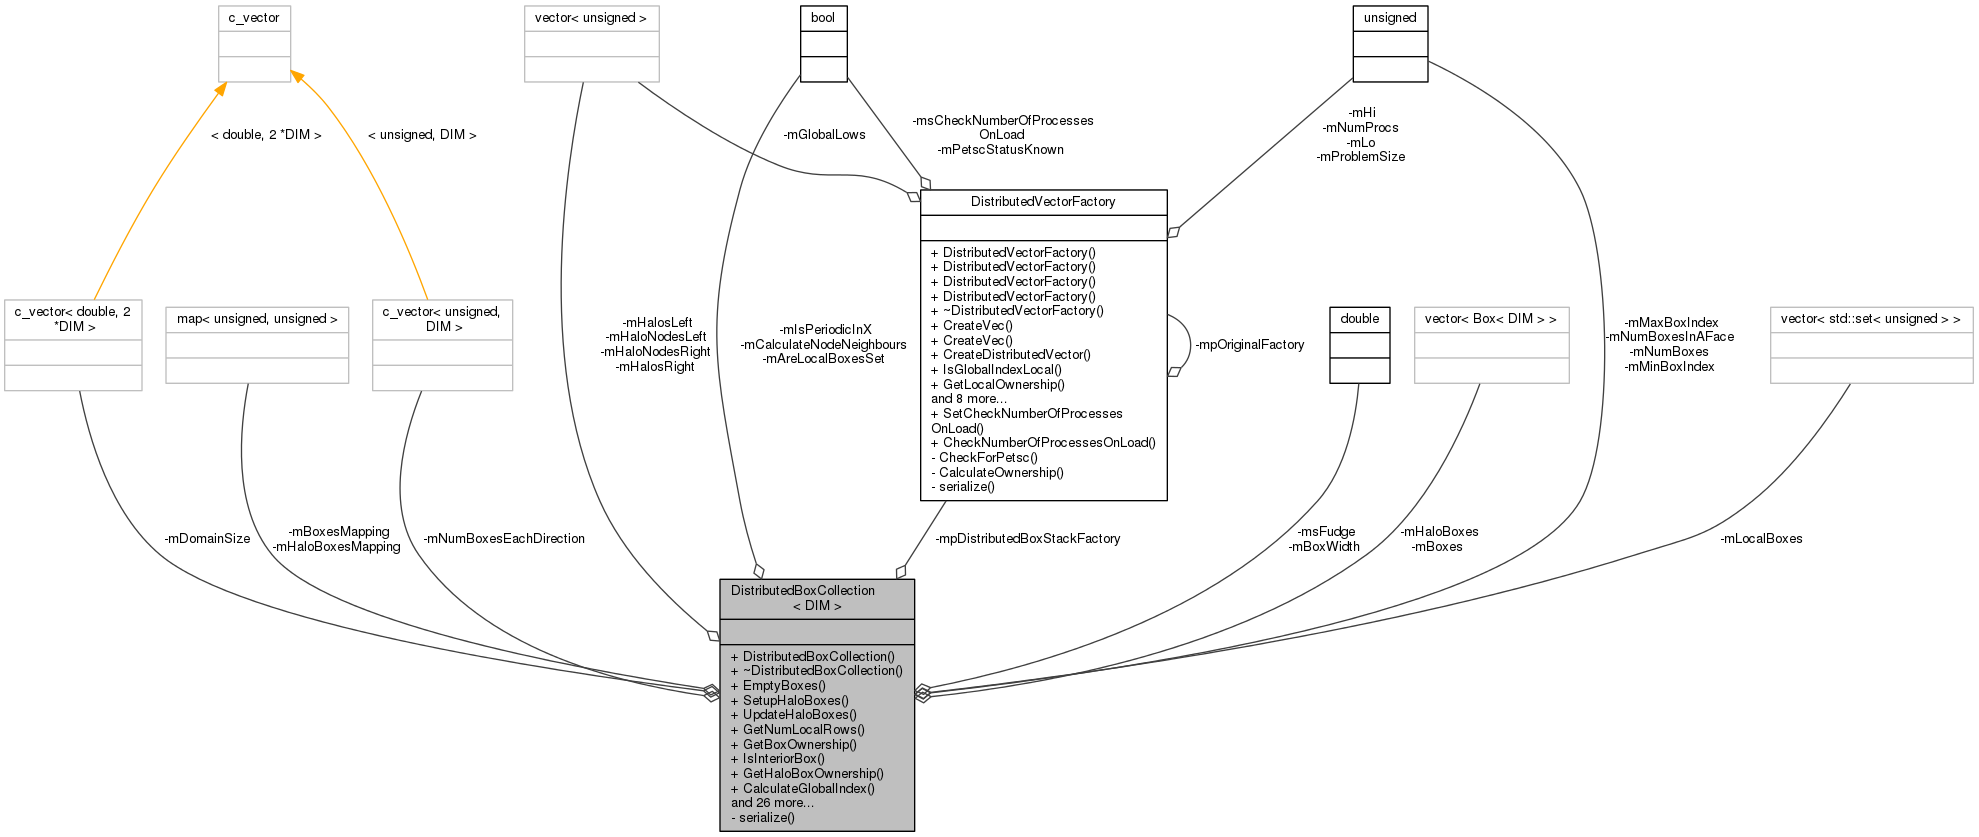 c_vector
vector< unsigned >
bool
unsigned
< double, 2 *DIM >
< unsigned, DIM >
-mGlobalLows
-msCheckNumberOfProcesses
OnLoad
-mPetscStatusKnown
-mHi
-mNumProcs
-mLo
-mProblemSize
DistributedVectorFactory
+ DistributedVectorFactory()
+ DistributedVectorFactory()
+ DistributedVectorFactory()
+ DistributedVectorFactory()
+ ~DistributedVectorFactory()
+ CreateVec()
+ CreateVec()
+ CreateDistributedVector()
+ IsGlobalIndexLocal()
+ GetLocalOwnership()
and 8 more...
+ SetCheckNumberOfProcesses
OnLoad()
+ CheckNumberOfProcessesOnLoad()
- CheckForPetsc()
- CalculateOwnership()
- serialize()
c_vector< double, 2
*DIM >
map< unsigned, unsigned >
c_vector< unsigned,
DIM >
-mHalosLeft
-mHaloNodesLeft
-mHaloNodesRight
-mHalosRight
-mIsPeriodicInX
-mCalculateNodeNeighbours
-mAreLocalBoxesSet
-mpOriginalFactory
double
vector< Box< DIM > >
-mMaxBoxIndex
-mNumBoxesInAFace
-mNumBoxes
-mMinBoxIndex
vector< std::set< unsigned > >
-mDomainSize
-mBoxesMapping
-mHaloBoxesMapping
-mNumBoxesEachDirection
-mpDistributedBoxStackFactory
-msFudge
-mBoxWidth
-mHaloBoxes
-mBoxes
-mLocalBoxes
DistributedBoxCollection
< DIM >
+ DistributedBoxCollection()
+ ~DistributedBoxCollection()
+ EmptyBoxes()
+ SetupHaloBoxes()
+ UpdateHaloBoxes()
+ GetNumLocalRows()
+ GetBoxOwnership()
+ IsInteriorBox()
+ GetHaloBoxOwnership()
+ CalculateGlobalIndex()
and 26 more...
- serialize()